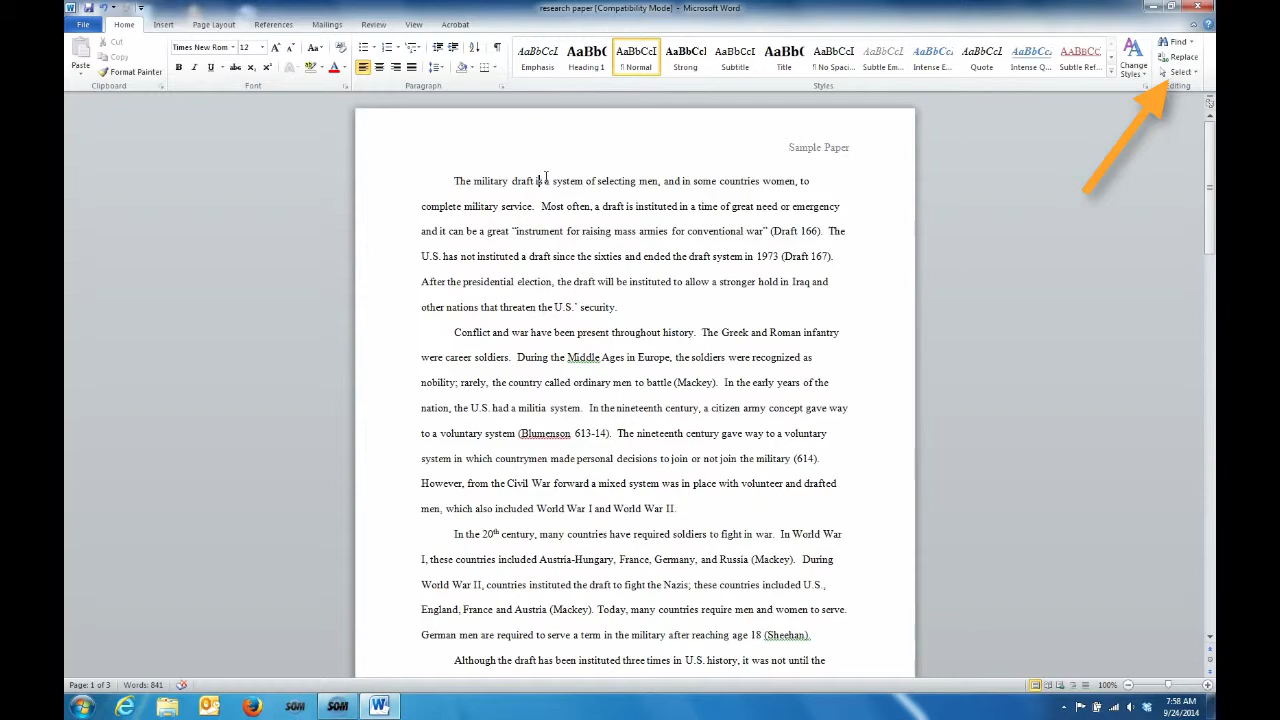 research paper [Compatibility Mode] - Microsoft Word
File Home Insert Page Layout References Mailings Review View Acrobat
Cut
Copy
Format Painter
Paste
Times New Rom 12
Clipboard
Font
Paragraph
AaBbCcI AaBbC AaBbCcI AaBbCcI AaBbCcI AaBbC AaBbCcI AaBbCcI AaBbCcI AaBbCcI AaBbCcI AABBCC
Emphasis Heading 1 ¶ Normal Strong Subtitle Title ¶ No Spaci... Subtle Em... Intense E... Quote Intense Q... Subtle Ref...
Styles
Change
Styles
Find
Replace
Select
Editing
Sample Paper
The military draft is a system of selecting men, and in some countries women, to
complete military service. Most often, a draft is instituted in a time of great need or emergency
and it can be a great “instrument for raising mass armies for conventional war” (Draft 166). The
U.S. has not instituted a draft since the sixties and ended the draft system in 1973 (Draft 167).
After the presidential election, the draft will be instituted to allow a stronger hold in Iraq and
other nations that threaten the U.S.’ security.
Conflict and war have been present throughout history. The Greek and Roman infantry
were career soldiers. During the Middle Ages in Europe, the soldiers were recognized as
nobility; rarely, the country called ordinary men to battle (Mackey). In the early years of the
nation, the U.S. had a militia system. In the nineteenth century, a citizen army concept gave way
to a voluntary system (Blumenson 613-14). The nineteenth century gave way to a voluntary
system in which countrymen made personal decisions to join or not join the military (614).
However, from the Civil War forward a mixed system was in place with volunteer and drafted
men, which also included World War I and World War II.
In the 20th century, many countries have required soldiers to fight in war. In World War
I, these countries included Austria-Hungary, France, Germany, and Russia (Mackey). During
World War II, countries instituted the draft to fight the Nazis; these countries included U.S.,
England, France and Austria (Mackey). Today, many countries require men and women to serve.
German men are required to serve a term in the military after reaching age 18 (Sheehan).
Although the draft has been instituted three times in U.S. history, it was not until the
Page: 1 of 3 Words: 841
100%
SOM SOM
7:58 AM
9/24/2014